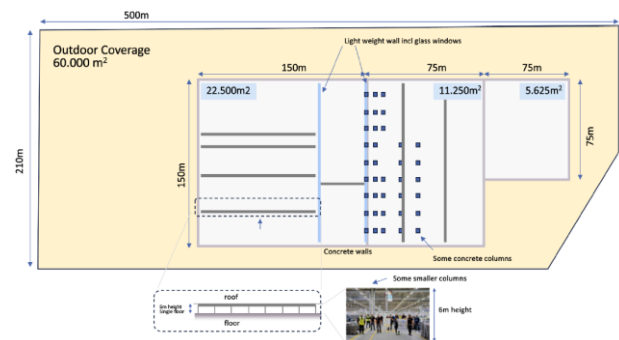 500m
Outdoor Coverage
60.000 m²
Light weight wall incl glass windows
150m
75m
75m
22.500m2
11.250m²
5.625m²
210m
150m
75m
Concrete walls
Some concrete columns
Some smaller columns
roof
6m height
single floor
floor
6m height